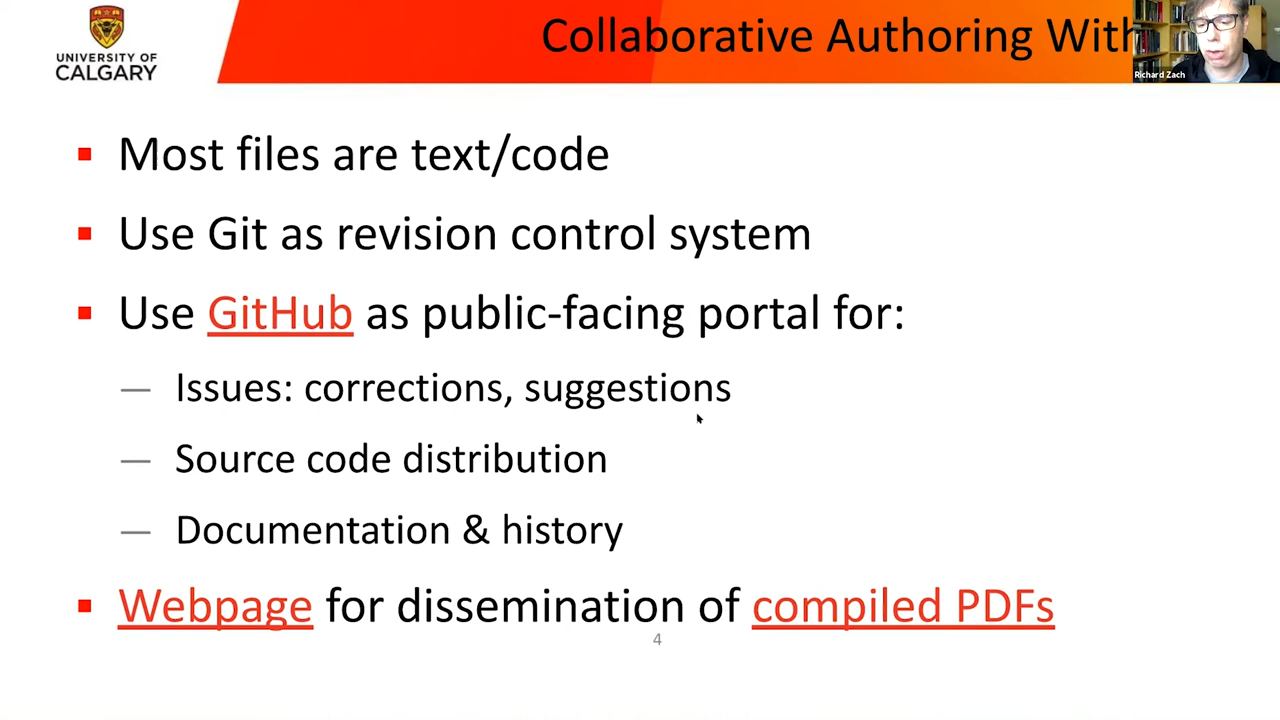 UNIVERSITY OF
CALGARY
Collaborative Authoring With
Richard Zach
Most files are text/code
Use Git as revision control system
Use GitHub as public-facing portal for:
— Issues: corrections, suggestions
— Source code distribution
— Documentation & history
Webpage for dissemination of compiled PDFs
4